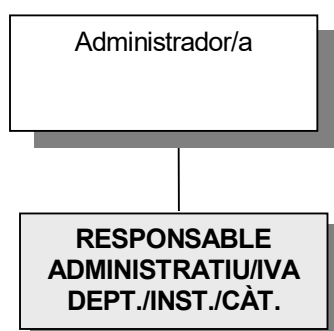 Administrador/a
RESPONSABLE
ADMINISTRATIU/IVA
DEPT./INST./CÀT.